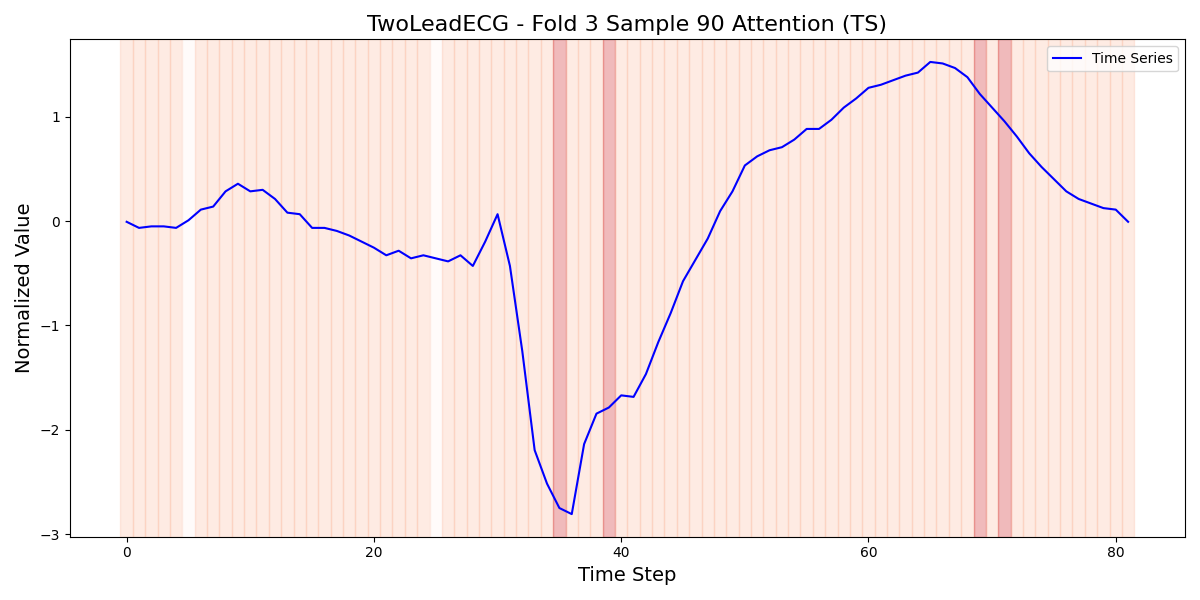 TwoLeadECG - Fold 3 Sample 90 Attention (TS)
Time Series
1
0
−1
−2
−3
Normalized Value
0 20 40 60 80
Time Step